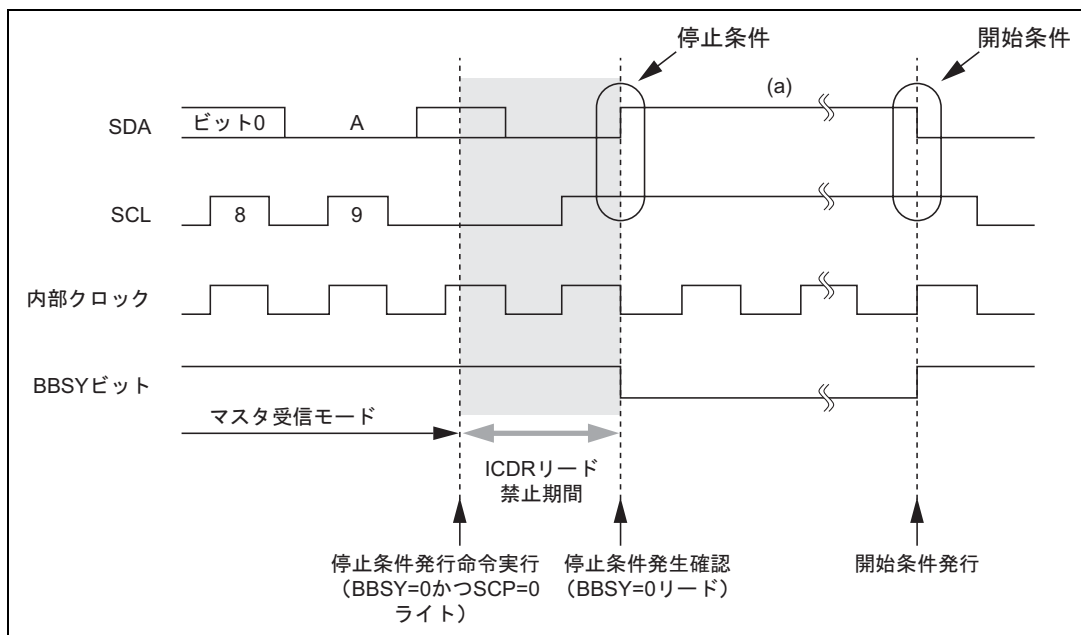 停止条件
開始条件
(a)
SDA
ビット0
A
SCL
8
9
内部クロック
BBSYビット
マスタ受信モード
ICDRリード
禁止期間
停止条件発行命令実行
（BBSY=0かつSCP=0
ライト）
停止条件発生確認
（BBSY=0リード）
開始条件発行